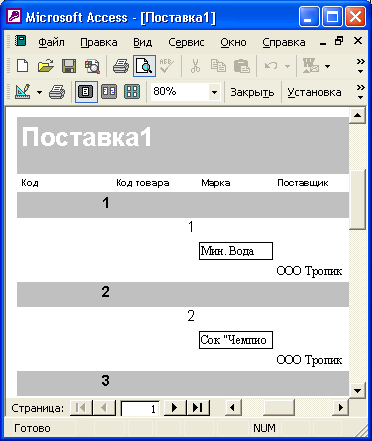 Microsoft Access - [Поставка1]
Файл Правка Вид Сервис Окно Справка
80% Закрыть Установка
Поставка1
Код Код товара Марка Поставщик
1
1
Мин. Вода
ООО Тропик
2
2
Сок "Чемпио
ООО Тропик
3
Страница: 1
Готово NUM